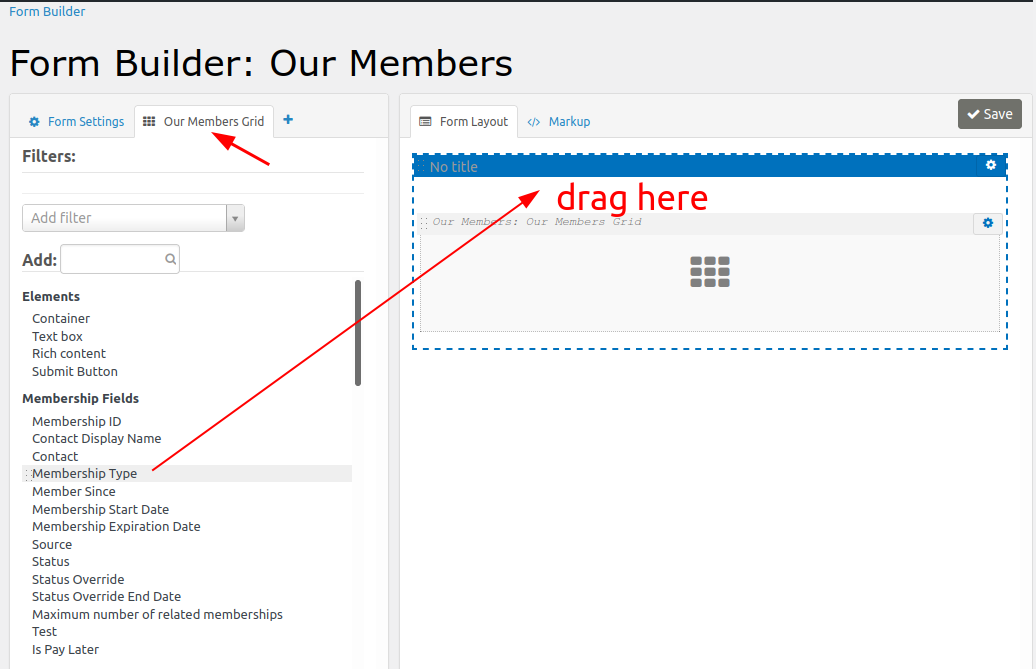 Form Builder
Form Builder: Our Members
Form Settings
Our Members Grid
Filters:
Add filter
Add:
Elements
Container
Text box
Rich content
Submit Button
Membership Fields
Membership ID
Contact Display Name
Contact
Membership Type
Member Since
Membership Start Date
Membership Expiration Date
Source
Status
Status Override
Status Override End Date
Maximum number of related memberships
Test
Is Pay Later
Form Layout
Markup
Save
No title
drag here
Our Members: Our Members Grid